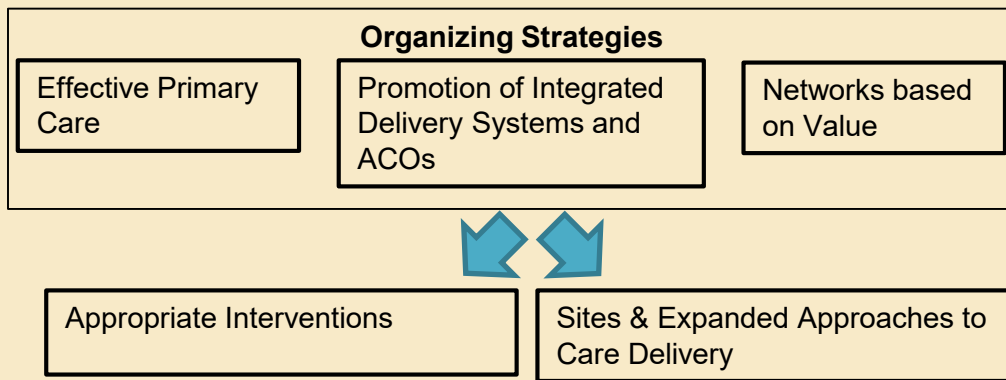 Organizing Strategies
Effective Primary
Care
Promotion of Integrated
Delivery Systems and
ACOs
Networks based
on Value
Appropriate Interventions
Sites & Expanded Approaches to
Care Delivery